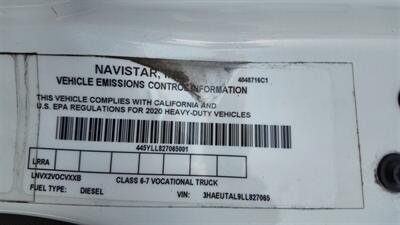 NAVISTAR, 4048716C1
VEHICLE EMISSIONS CONTROL INFORMATION
THIS VEHICLE COMPLIES WITH CALIFORNIA AND
U.S. EPA REGULATIONS FOR 2020 HEAVY-DUTY VEHICLES
445YLL827065001
LRRA
LNVX2VOCVXXB CLASS 6-7 VOCATIONAL TRUCK
FUEL TYPE: DIESEL VIN: 3HAEUTAL9LL827065